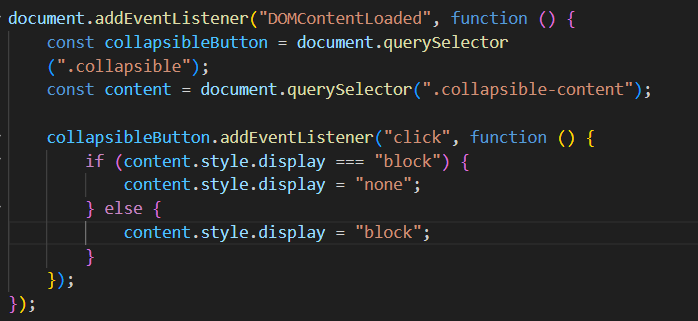 document.addEventListener("DOMContentLoaded", function () {
    const collapsibleButton = document.querySelector
    (".collapsible");
    const content = document.querySelector(".collapsible-content");

    collapsibleButton.addEventListener("click", function () {
        if (content.style.display === "block") {
            content.style.display = "none";
        } else {
            content.style.display = "block";
        }
    });
});